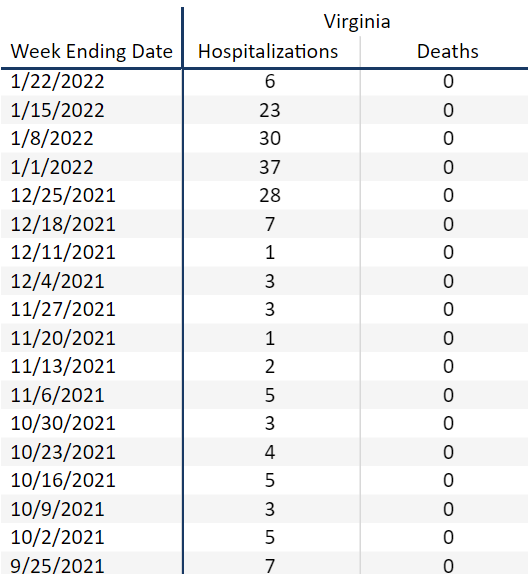 Virginia
Week Ending Date Hospitalizations Deaths
1/22/2022 6 0
1/15/2022 23 0
1/8/2022 30 0
1/1/2022 37 0
12/25/2021 28 0
12/18/2021 7 0
12/11/2021 1 0
12/4/2021 3 0
11/27/2021 3 0
11/20/2021 1 0
11/13/2021 2 0
11/6/2021 5 0
10/30/2021 3 0
10/23/2021 4 0
10/16/2021 5 0
10/9/2021 3 0
10/2/2021 5 0
9/25/2021 7 0